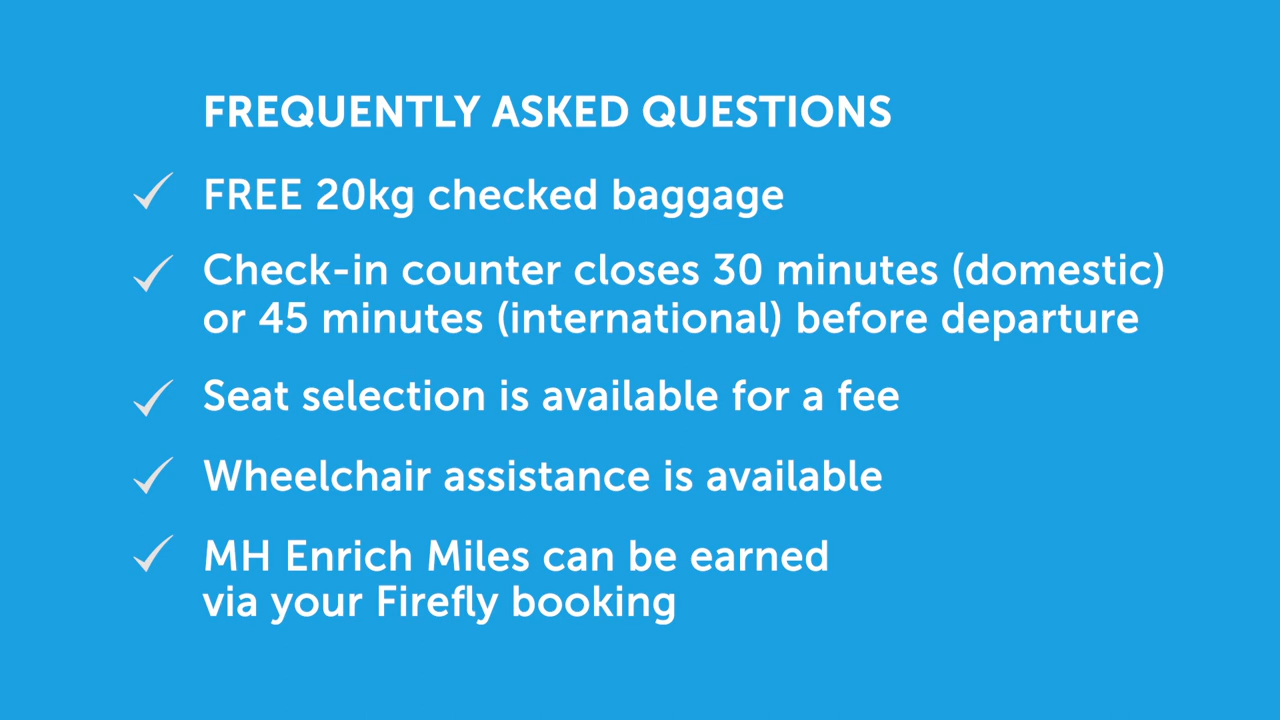 FREQUENTLY ASKED QUESTIONS
FREE 20kg checked baggage
Check-in counter closes 30 minutes (domestic)
or 45 minutes (international) before departure
Seat selection is available for a fee
Wheelchair assistance is available
MH Enrich Miles can be earned
via your Firefly booking